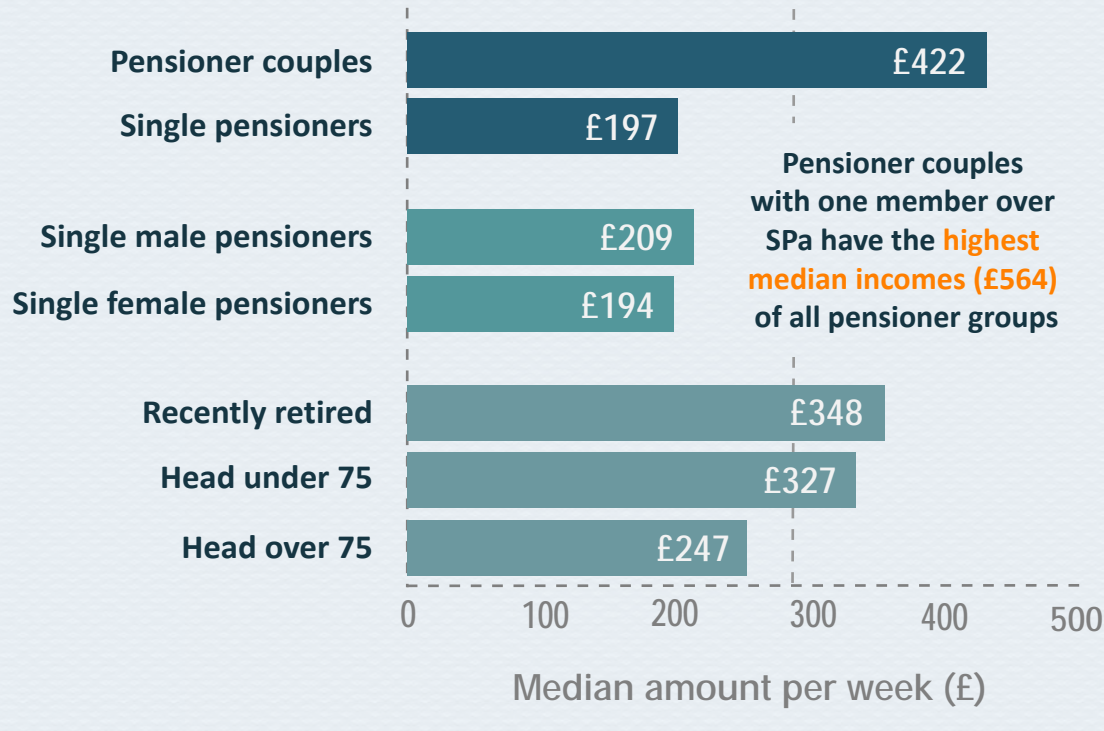 Pensioner couples £422
Single pensioners £197
Pensioner couples
with one member over
SPa have the highest
median incomes (£564)
of all pensioner groups
Single male pensioners £209
Single female pensioners £194
Recently retired £348
Head under 75 £327
Head over 75 £247
0 100 200 300 400 500
Median amount per week (£)